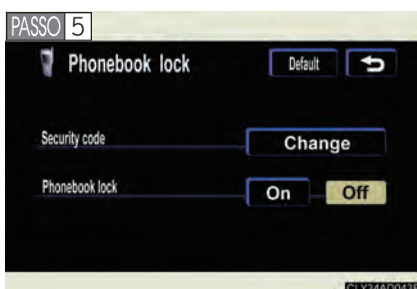 PASSO 5
Phonebook lock
Default
Security code
Change
Phonebook lock
On
Off